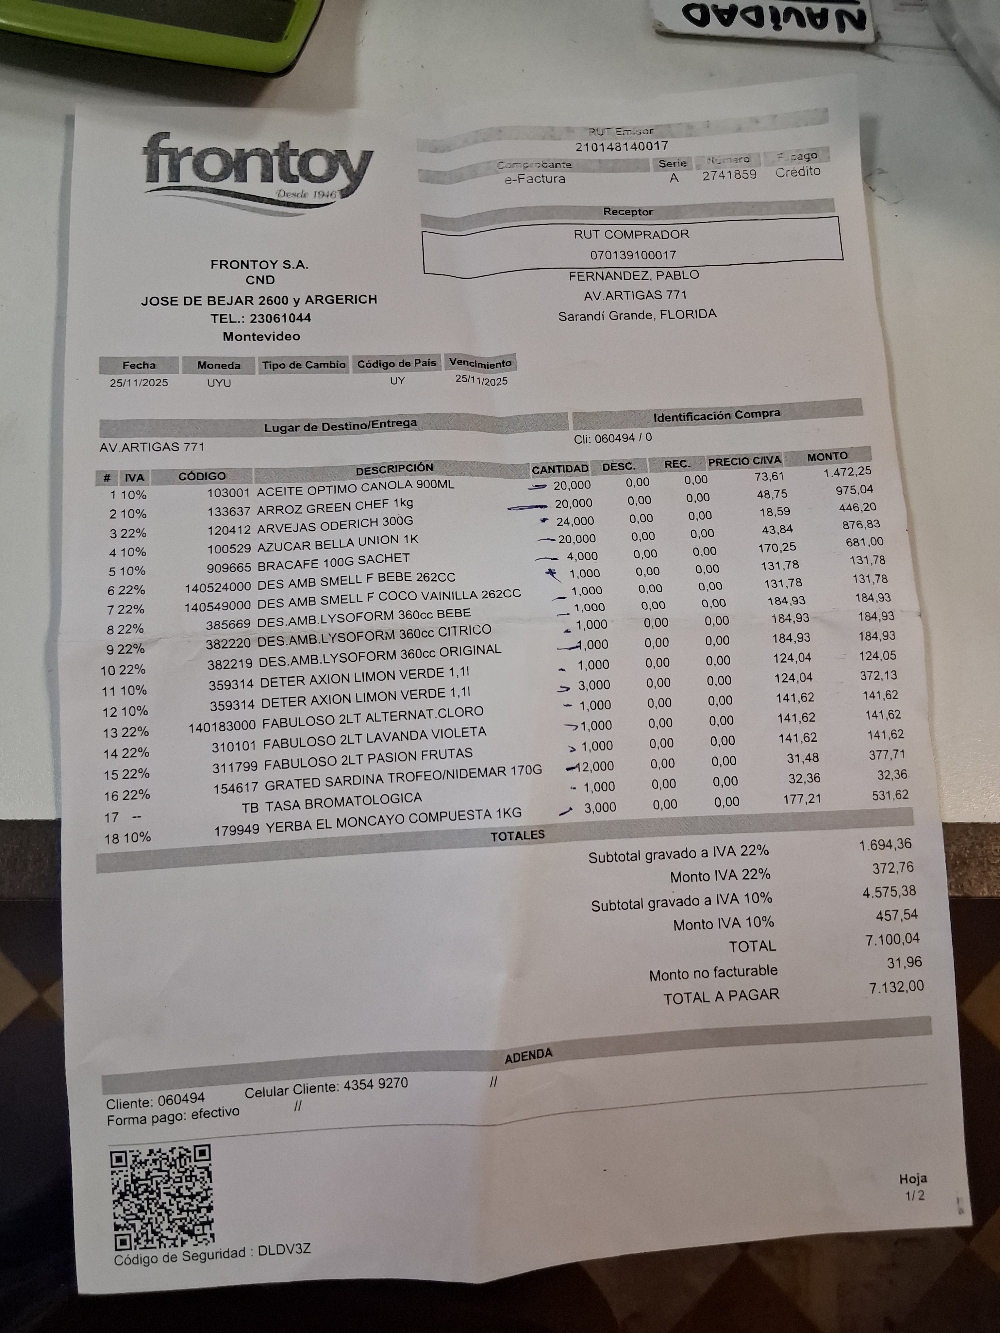 NAVIDAD
frontoy
Desde 1946
RUT Emisor
210148140017
Comprobante Serie Número F.pago
e-Factura A 2741859 Crédito
Receptor
RUT COMPRADOR
070139100017
FERNANDEZ, PABLO
AV.ARTIGAS 771
Sarandí Grande, FLORIDA
FRONTOY S.A.
CND
JOSE DE BEJAR 2600 y ARGERICH
TEL.: 23061044
Montevideo
Fecha Moneda Tipo de Cambio Código de País Vencimiento
25/11/2025 UYU UY 25/11/2025
Lugar de Destino/Entrega Identificación Compra
AV.ARTIGAS 771 Cli: 060494 / 0
# IVA CÓDIGO DESCRIPCIÓN CANTIDAD DESC. REC. PRECIO C/IVA MONTO
1 10% 103001 ACEITE OPTIMO CANOLA 900ML 20,000 0,00 0,00 73,61 1.472,25
2 10% 133637 ARROZ GREEN CHEF 1kg 20,000 0,00 0,00 48,75 975,04
3 22% 120412 ARVEJAS ODERICH 300G 24,000 0,00 0,00 18,59 446,20
4 10% 100529 AZUCAR BELLA UNION 1K 20,000 0,00 0,00 43,84 876,83
5 10% 909665 BRACAFE 100G SACHET 4,000 0,00 0,00 170,25 681,00
6 22% 140524000 DES AMB SMELL F BEBE 262CC 1,000 0,00 0,00 131,78 131,78
7 22% 140549000 DES AMB SMELL F COCO VAINILLA 262CC 1,000 0,00 0,00 131,78 131,78
8 22% 385669 DES.AMB.LYSOFORM 360cc BEBE 1,000 0,00 0,00 184,93 184,93
9 22% 382220 DES.AMB.LYSOFORM 360cc CITRICO 1,000 0,00 0,00 184,93 184,93
10 22% 382219 DES.AMB.LYSOFORM 360cc ORIGINAL 1,000 0,00 0,00 184,93 184,93
11 10% 359314 DETER AXION LIMON VERDE 1,1l 1,000 0,00 0,00 124,04 124,05
12 10% 359314 DETER AXION LIMON VERDE 1,1l 3,000 0,00 0,00 124,04 372,13
13 22% 140183000 FABULOSO 2LT ALTERNAT.CLORO 1,000 0,00 0,00 141,62 141,62
14 22% 310101 FABULOSO 2LT LAVANDA VIOLETA 1,000 0,00 0,00 141,62 141,62
15 22% 311799 FABULOSO 2LT PASION FRUTAS 1,000 0,00 0,00 141,62 141,62
16 22% 154617 GRATED SARDINA TROFEO/NIDEMAR 170G 12,000 0,00 0,00 31,48 377,71
17 -- TB TASA BROMATOLOGICA 1,000 0,00 0,00 32,36 32,36
18 10% 179949 YERBA EL MONCAYO COMPUESTA 1KG 3,000 0,00 0,00 177,21 531,62
TOTALES
Subtotal gravado a IVA 22% 1.694,36
Monto IVA 22% 372,76
Subtotal gravado a IVA 10% 4.575,38
Monto IVA 10% 457,54
TOTAL 7.100,04
Monto no facturable 31,96
TOTAL A PAGAR 7.132,00
ADENDA
Cliente: 060494 Celular Cliente: 4354 9270 //
Forma pago: efectivo //
Código de Seguridad : DLDV3Z
Hoja
1/2